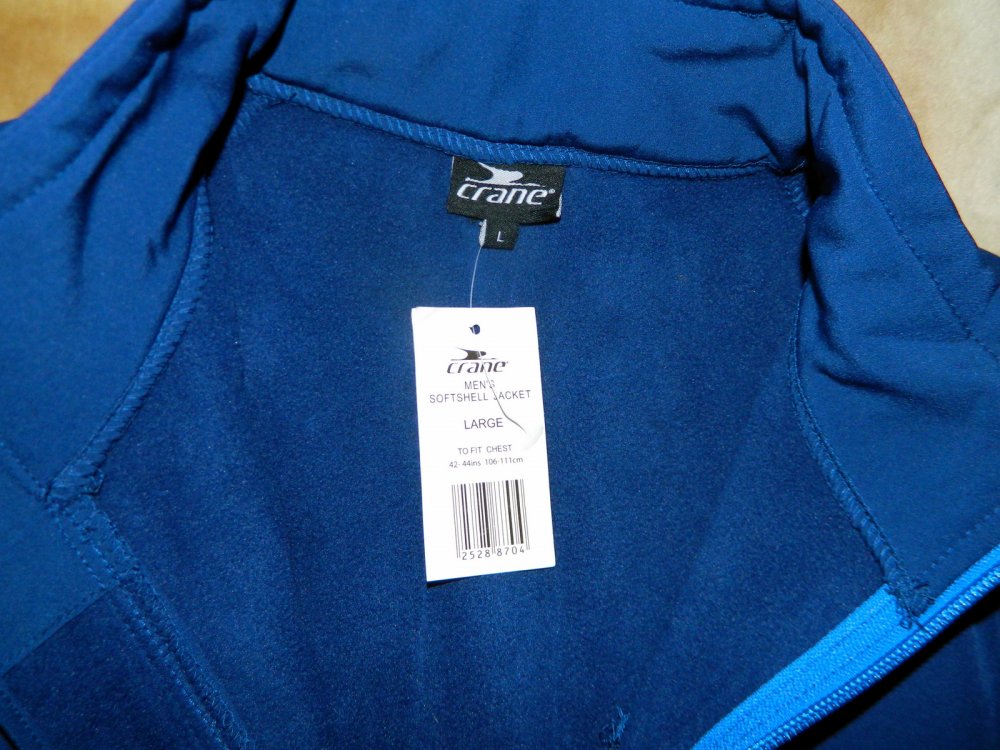 crane®
L
crane®
MEN'S
SOFTSHELL JACKET
LARGE
TO FIT CHEST
42-44ins 106-111cm
2528 8704